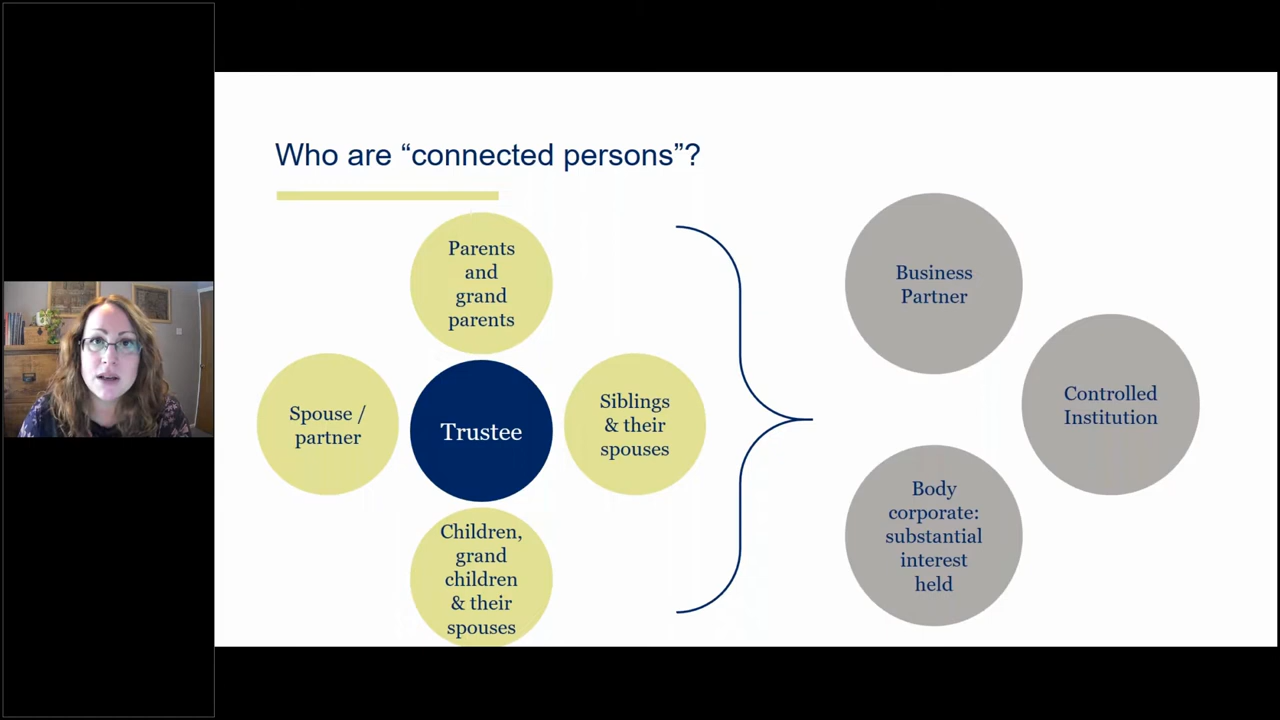 Who are “connected persons”?
Parents
and
grand
parents
Spouse /
partner
Trustee
Siblings
& their
spouses
Children,
grand
children
& their
spouses
Business
Partner
Controlled
Institution
Body
corporate:
substantial
interest
held